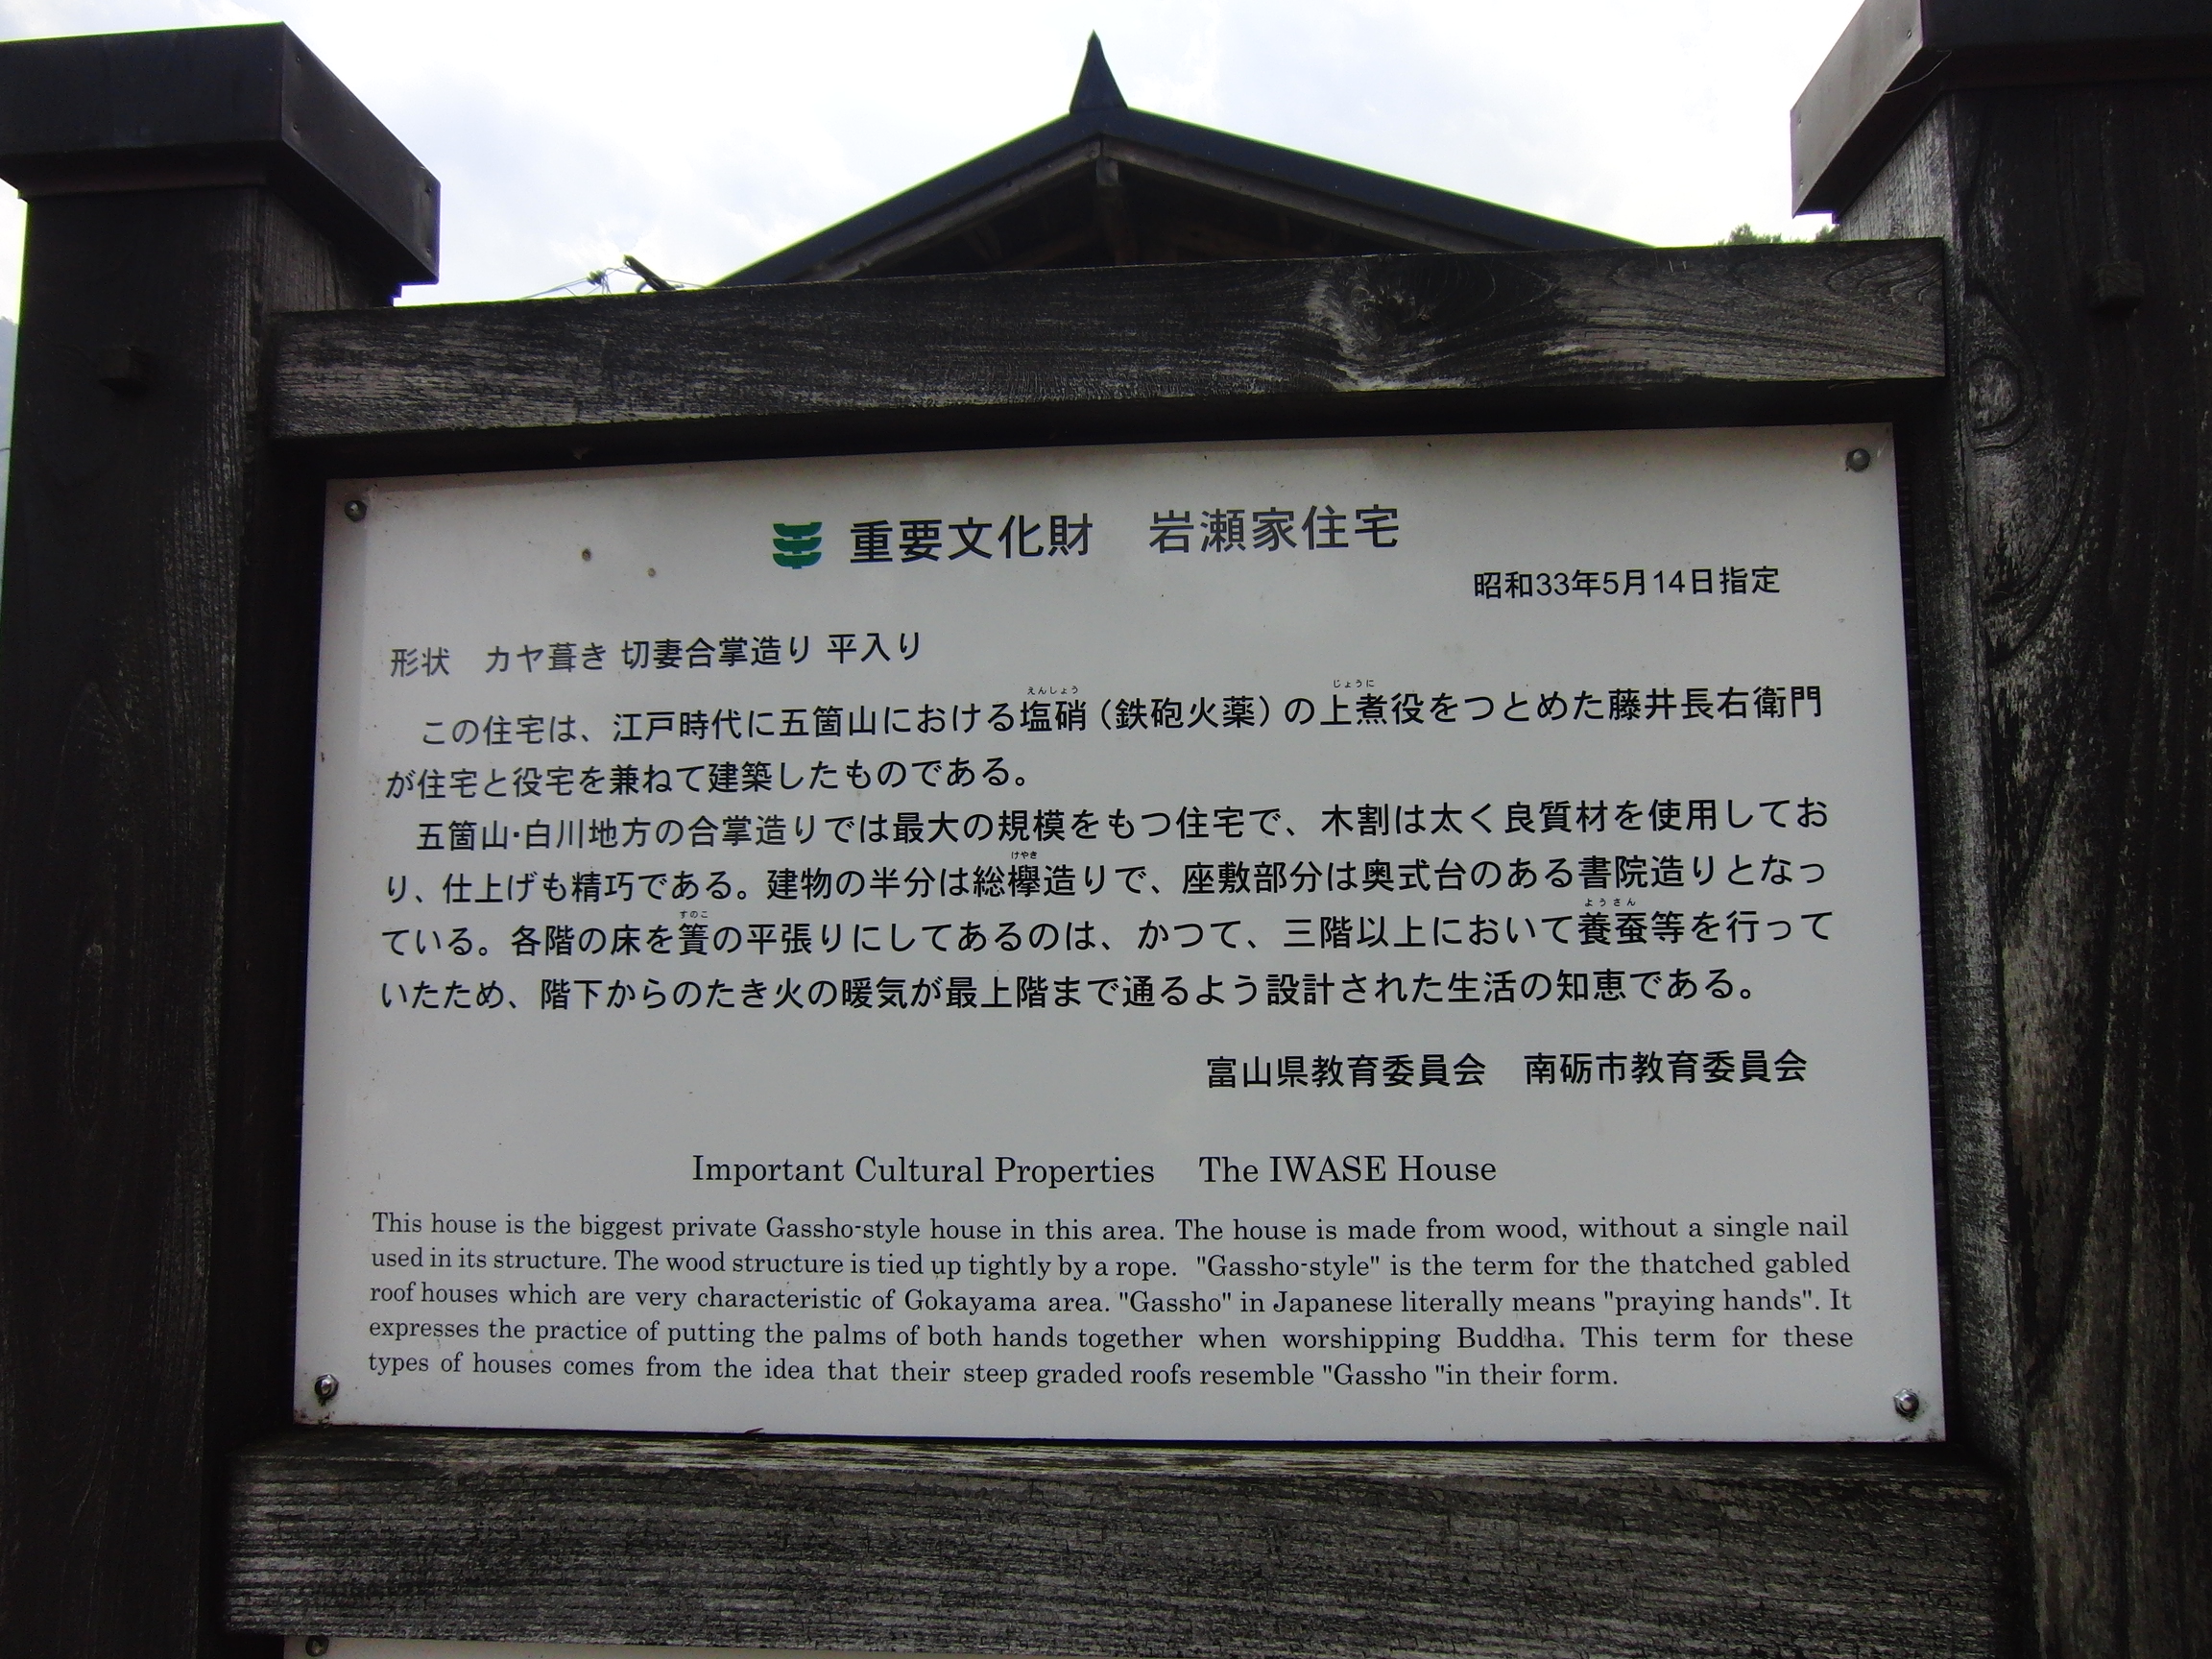 重要文化財　岩瀬家住宅
昭和33年5月14日指定
形状　カヤ葺き 切妻合掌造り 平入り
えんしょう　じょうに
この住宅は、江戸時代に五箇山における塩硝（鉄砲火薬）の上煮役をつとめた藤井長右衛門
が住宅と役宅を兼ねて建築したものである。
五箇山･白川地方の合掌造りでは最大の規模をもつ住宅で、木割は太く良質材を使用してお
けやき
り、仕上げも精巧である。建物の半分は総欅造りで、座敷部分は奥式台のある書院造りとなっ
すのこ　ようさん
ている。各階の床を簀の平張りにしてあるのは、かつて、三階以上において養蚕等を行って
いたため、階下からのたき火の暖気が最上階まで通るよう設計された生活の知恵である。
富山県教育委員会　南砺市教育委員会
Important Cultural Properties　The IWASE House
This house is the biggest private Gassho-style house in this area. The house is made from wood, without a single nail
used in its structure. The wood structure is tied up tightly by a rope. "Gassho-style" is the term for the thatched gabled
roof houses which are very characteristic of Gokayama area. "Gassho" in Japanese literally means "praying hands". It
expresses the practice of putting the palms of both hands together when worshipping Buddha. This term for these
types of houses comes from the idea that their steep graded roofs resemble "Gassho "in their form.